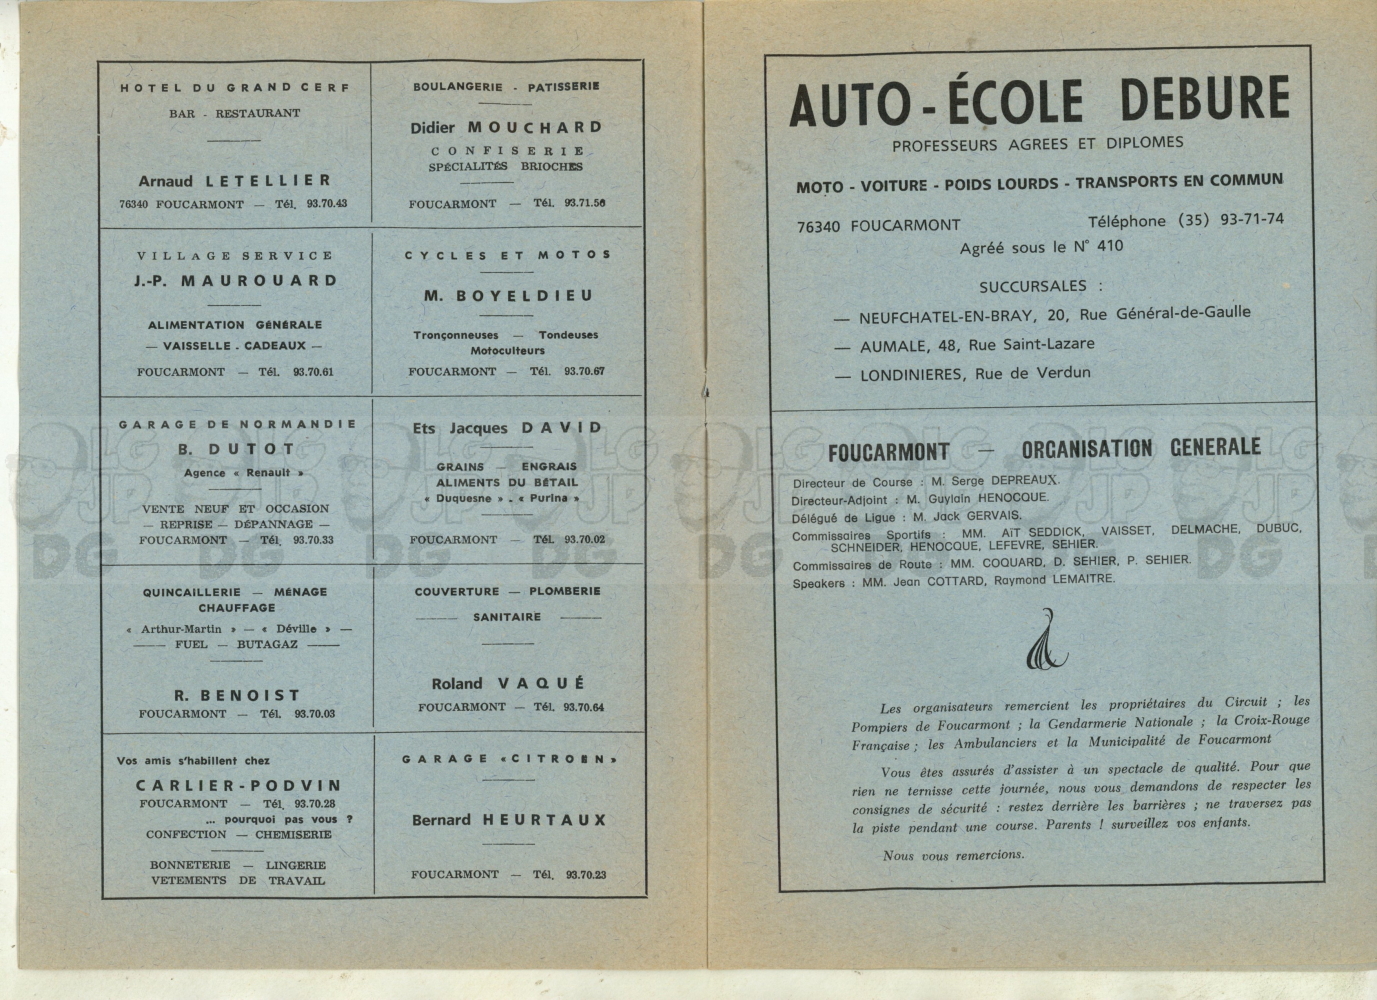 HOTEL DU GRAND CERF
BAR - RESTAURANT
Arnaud LETELLIER
76340 FOUCARMONT — Tél. 93.70.43
BOULANGERIE - PATISSERIE
Didier MOUCHARD
CONFISERIE
SPÉCIALITÉS BRIOCHES
FOUCARMONT — Tél. 93.71.56
VILLAGE SERVICE
J.-P. MAUROUARD
ALIMENTATION GÉNÉRALE
— VAISSELLE - CADEAUX —
FOUCARMONT — Tél. 93.70.61
CYCLES ET MOTOS
M. BOYELDIEU
Tronçonneuses — Tondeuses
Motoculteurs
FOUCARMONT — Tél. 93.70.67
GARAGE DE NORMANDIE
B. DUTOT
Agence « Renault »
VENTE NEUF ET OCCASION
— REPRISE — DÉPANNAGE —
FOUCARMONT — Tél. 93.70.33
Ets Jacques DAVID
GRAINS — ENGRAIS
ALIMENTS DU BÉTAIL
« Duquesne » - « Purina »
FOUCARMONT — Tél. 93.70.02
QUINCAILLERIE — MÉNAGE
CHAUFFAGE
« Arthur-Martin » — « Déville » —
—— FUEL — BUTAGAZ ——
R. BENOIST
FOUCARMONT — Tél. 93.70.03
COUVERTURE — PLOMBERIE
—— SANITAIRE ——
Roland VAQUÉ
FOUCARMONT — Tél. 93.70.64
Vos amis s'habillent chez
CARLIER-PODVIN
FOUCARMONT — Tél. 93.70.28
... pourquoi pas vous ?
CONFECTION — CHEMISERIE
BONNETERIE — LINGERIE
VETEMENTS DE TRAVAIL
GARAGE «CITROEN»
Bernard HEURTAUX
FOUCARMONT — Tél. 93.70.23
AUTO-ÉCOLE DEBURE
PROFESSEURS AGREES ET DIPLOMES
MOTO - VOITURE - POIDS LOURDS - TRANSPORTS EN COMMUN
76340 FOUCARMONT Téléphone (35) 93-71-74
Agréé sous le N° 410
SUCCURSALES :
— NEUFCHATEL-EN-BRAY, 20, Rue Général-de-Gaulle
— AUMALE, 48, Rue Saint-Lazare
— LONDINIERES, Rue de Verdun
FOUCARMONT — ORGANISATION GENERALE
Directeur de Course : M. Serge DEPREAUX.
Directeur-Adjoint : M. Guylain HENOCQUE.
Délégué de Ligue : M. Jack GERVAIS.
Commissaires Sportifs : MM. AïT SEDDICK, VAISSET, DELMACHE, DUBUC,
SCHNEIDER, HENOCQUE, LEFEVRE, SEHIER.
Commissaires de Route : MM. COQUARD, D. SEHIER, P. SEHIER.
Speakers : MM. Jean COTTARD, Raymond LEMAITRE.
Les organisateurs remercient les propriétaires du Circuit ; les
Pompiers de Foucarmont ; la Gendarmerie Nationale ; la Croix-Rouge
Française ; les Ambulanciers et la Municipalité de Foucarmont
Vous êtes assurés d'assister à un spectacle de qualité. Pour que
rien ne ternisse cette journée, nous vous demandons de respecter les
consignes de sécurité : restez derrière les barrières ; ne traversez pas
la piste pendant une course. Parents ! surveillez vos enfants.
Nous vous remercions.
LG
JP
DG